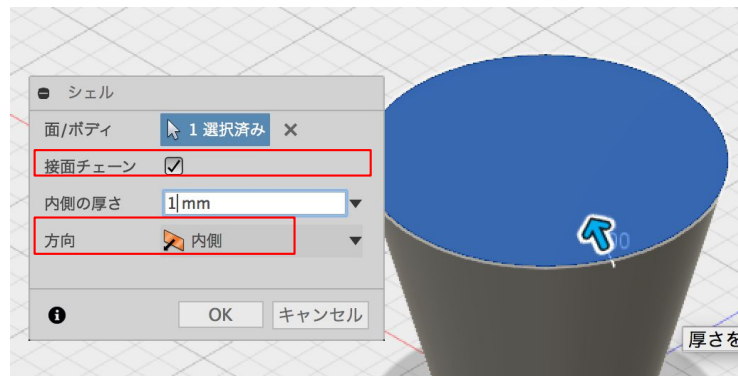 シェル
面/ボディ 1 選択済み ×
接面チェーン
内側の厚さ 1 mm
方向 内側
OK キャンセル
厚さを